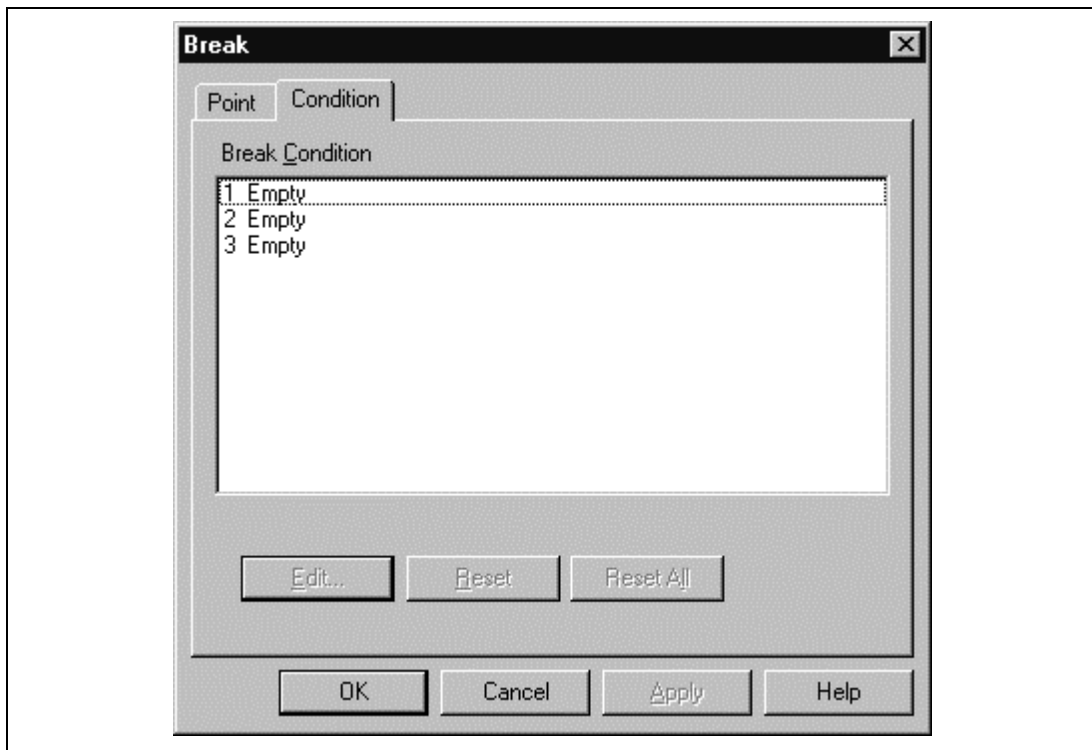 Break
Point Condition
Break Condition
1 Empty
2 Empty
3 Empty
Edit... Reset Reset All
OK Cancel Apply Help